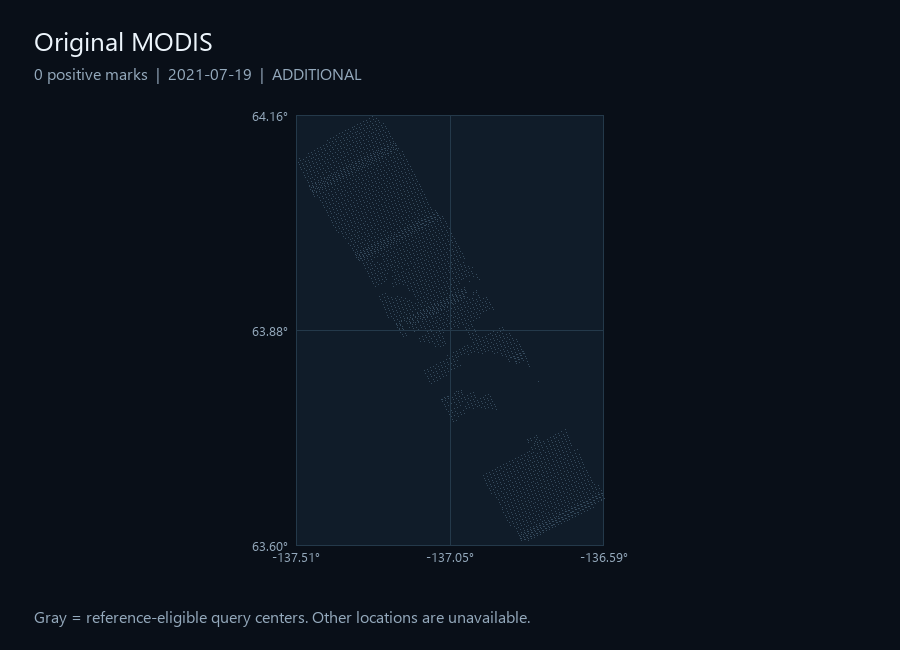 Original MODIS
0 positive marks | 2021-07-19 | ADDITIONAL
64.16°
63.88°
63.60°
-137.51°
-137.05°
-136.59°
Gray = reference-eligible query centers. Other locations are unavailable.